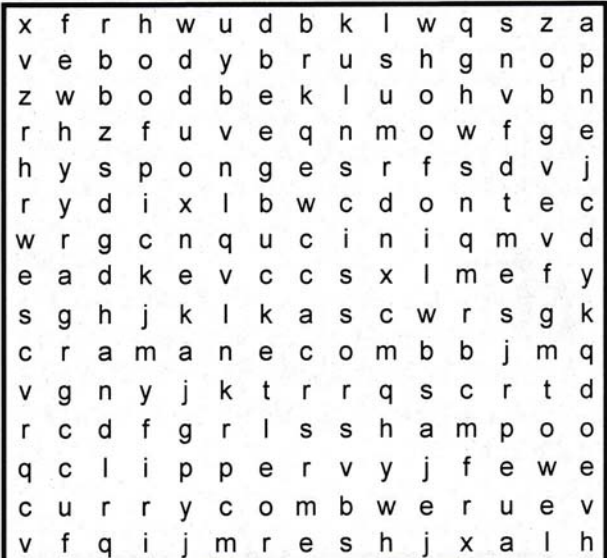 x f r h w u d b k l w q s z a
v e b o d y b r u s h g n o p
z w b o d b e k l u o h v b n
r h z f u v e q n m o w f g e
h y s p o n g e s r f s d v j
r y d i x l b w c d o n t e c
w r g c n q u c i n i q m v d
e a d k e v c c s x l m e f y
s g h j k l k a s c w r s g k
c r a m a n e c o m b b j m q
v g n y j k t r r q s c r t d
r c d f g r l s s h a m p o o
q c l i p p e r v y j f e w e
c u r r y c o m b w e r u e v
v f q i j m r e s h j x a l h